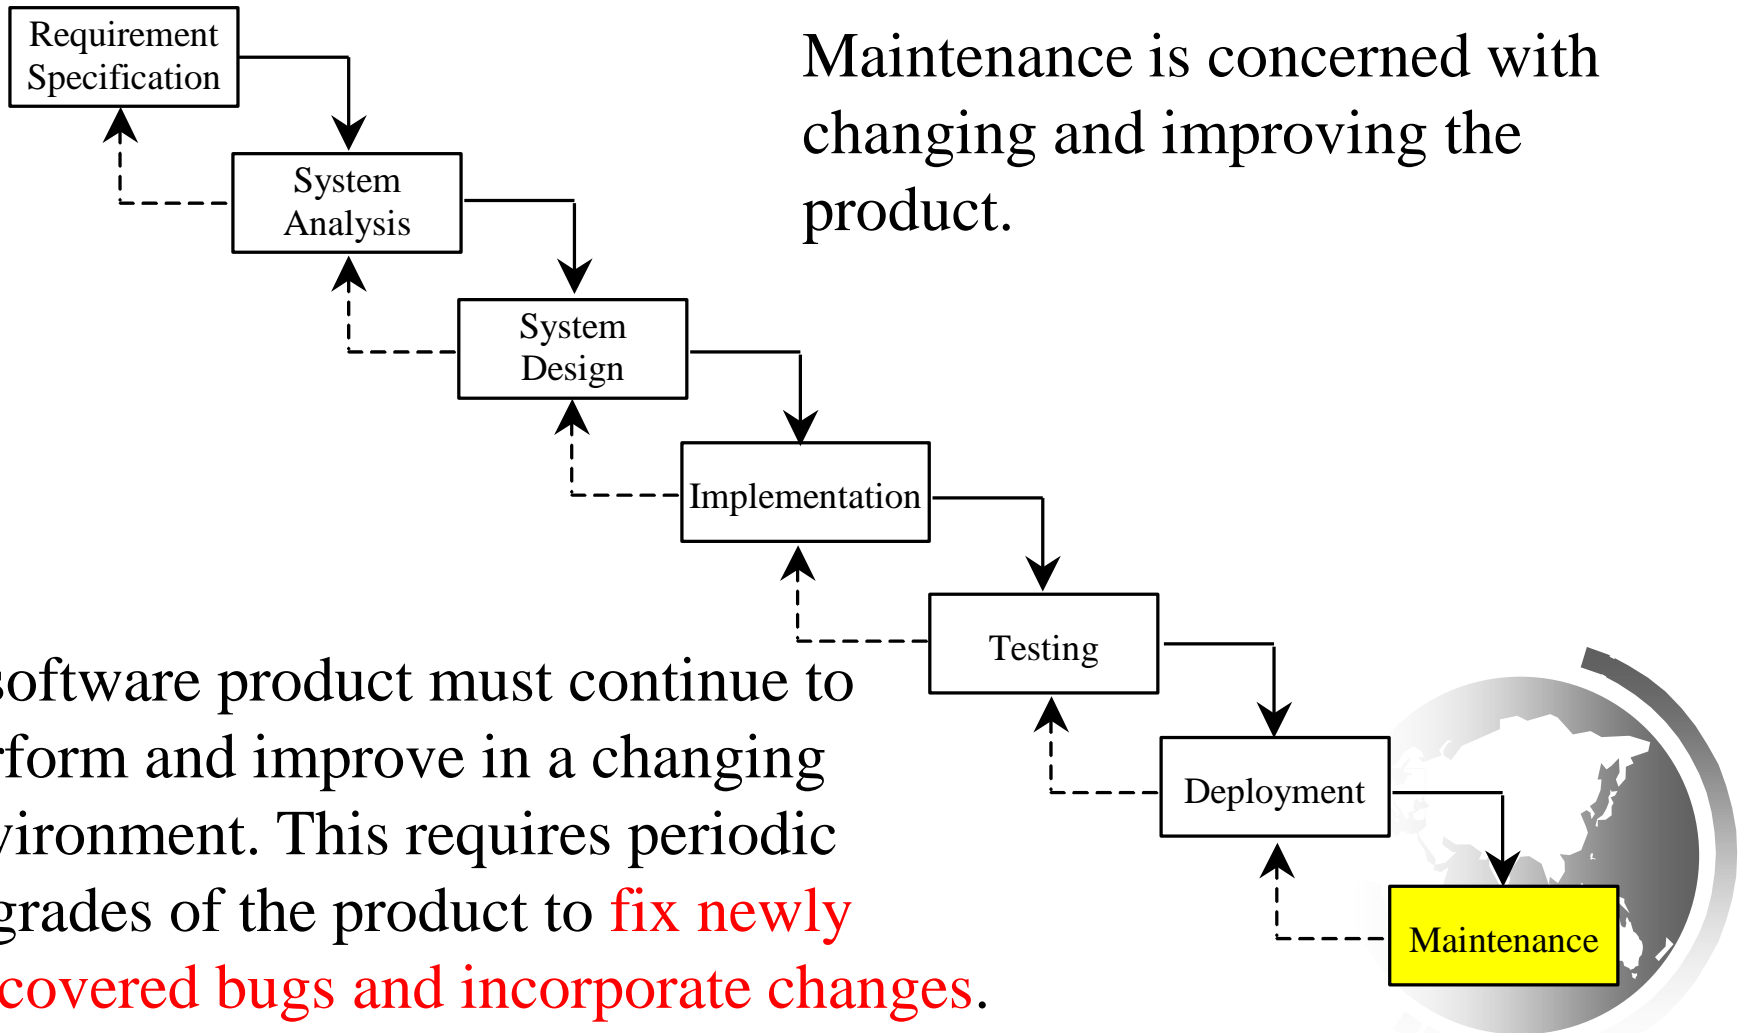 Requirement
Specification
Maintenance is concerned with
changing and improving the
product.
System
Analysis
System
Design
Implementation
Testing
software product must continue to
rform and improve in a changing
vironment. This requires periodic
grades of the product to fix newly
covered bugs and incorporate changes.
Deployment
Maintenance